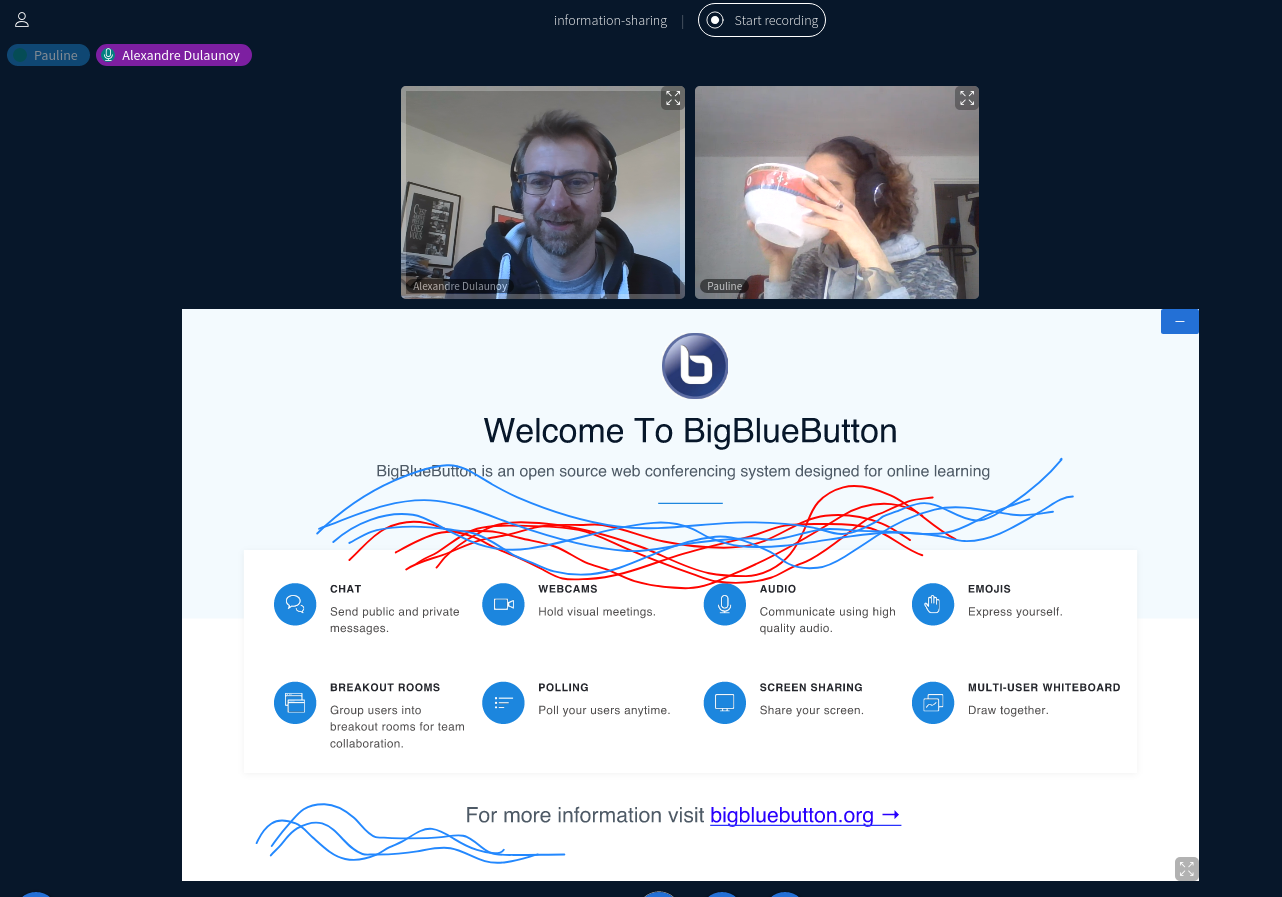 information-sharing | Start recording
Pauline
Alexandre Dulaunoy
Alexandre Dulaunoy
Pauline
Welcome To BigBlueButton
BigBlueButton is an open source web conferencing system designed for online learning
CHAT
Send public and private
messages.
WEBCAMS
Hold visual meetings.
AUDIO
Communicate using high
quality audio.
EMOJIS
Express yourself.
BREAKOUT ROOMS
Group users into
breakout rooms for team
collaboration.
POLLING
Poll your users anytime.
SCREEN SHARING
Share your screen.
MULTI-USER WHITEBOARD
Draw together.
For more information visit bigbluebutton.org →